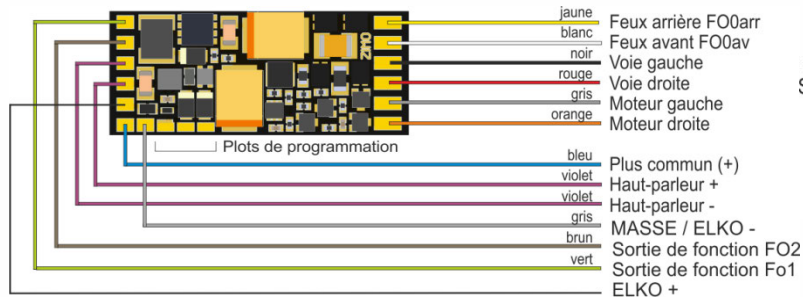 jaune Feux arrière FO0arr
blanc Feux avant FO0av
noir Voie gauche
rouge Voie droite
S
gris Moteur gauche
orange Moteur droite
ZIMO
Plots de programmation
bleu Plus commun (+)
violet Haut-parleur +
violet Haut-parleur -
gris MASSE / ELKO -
brun Sortie de fonction FO2
vert Sortie de fonction Fo1
ELKO +